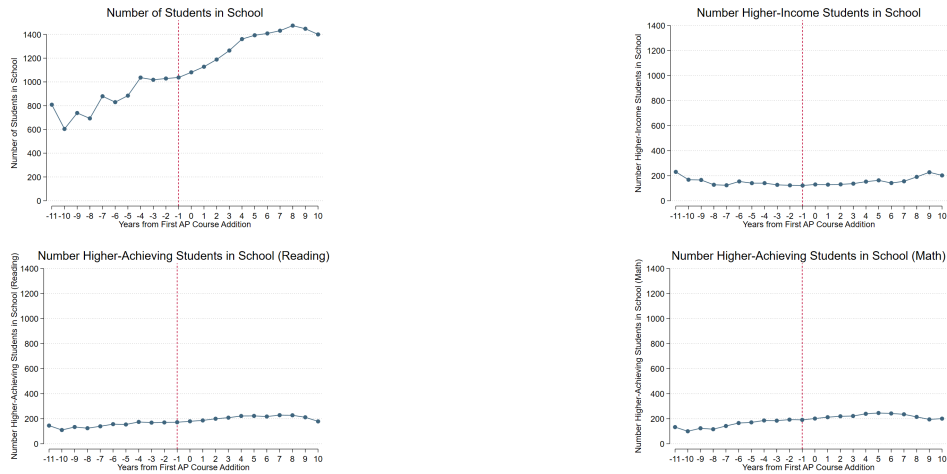 Number of Students in School
Number of Students in School
1400
1200
1000
800
600
400
200
0
-11 -10 -9 -8 -7 -6 -5 -4 -3 -2 -1 0 1 2 3 4 5 6 7 8 9 10
Years from First AP Course Addition
Number Higher-Income Students in School
Number Higher-Income Students in School
1400
1200
1000
800
600
400
200
0
-11 -10 -9 -8 -7 -6 -5 -4 -3 -2 -1 0 1 2 3 4 5 6 7 8 9 10
Years from First AP Course Addition
Number Higher-Achieving Students in School (Reading)
Number Higher-Achieving Students in School (Reading)
1400
1200
1000
800
600
400
200
0
-11 -10 -9 -8 -7 -6 -5 -4 -3 -2 -1 0 1 2 3 4 5 6 7 8 9 10
Years from First AP Course Addition
Number Higher-Achieving Students in School (Math)
Number Higher-Achieving Students in School (Math)
1400
1200
1000
800
600
400
200
0
-11 -10 -9 -8 -7 -6 -5 -4 -3 -2 -1 0 1 2 3 4 5 6 7 8 9 10
Years from First AP Course Addition